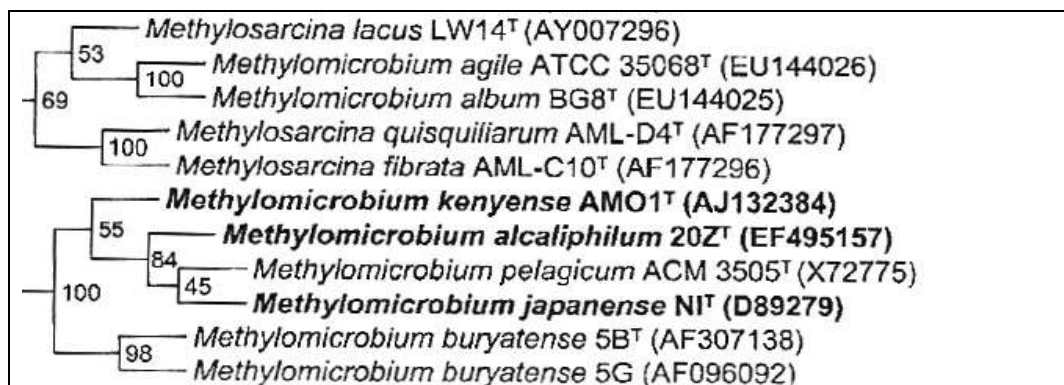 Methylosarcina lacus LW14ᵀ (AY007296)
53
Methylomicrobium agile ATCC 35068ᵀ (EU144026)
100
Methylomicrobium album BG8ᵀ (EU144025)
69
Methylosarcina quisquiliarum AML-D4ᵀ (AF177297)
100
Methylosarcina fibrata AML-C10ᵀ (AF177296)
Methylomicrobium kenyense AMO1ᵀ (AJ132384)
55
Methylomicrobium alcaliphilum 20Zᵀ (EF495157)
84
Methylomicrobium pelagicum ACM 3505ᵀ (X72775)
45
100
Methylomicrobium japanense NIᵀ (D89279)
Methylomicrobium buryatense 5Bᵀ (AF307138)
98
Methylomicrobium buryatense 5G (AF096092)